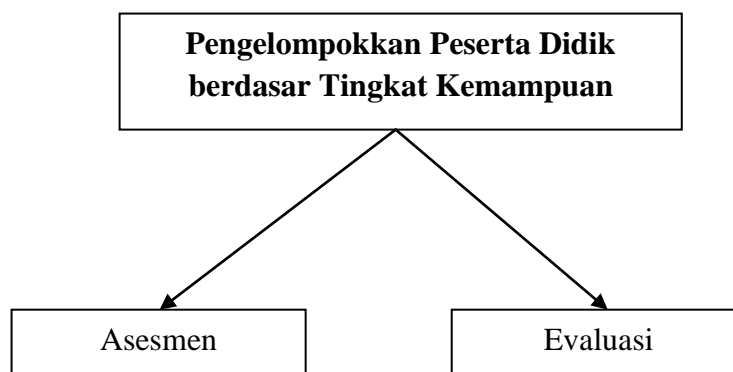 Pengelompokkan Peserta Didik
berdasar Tingkat Kemampuan
Asesmen
Evaluasi